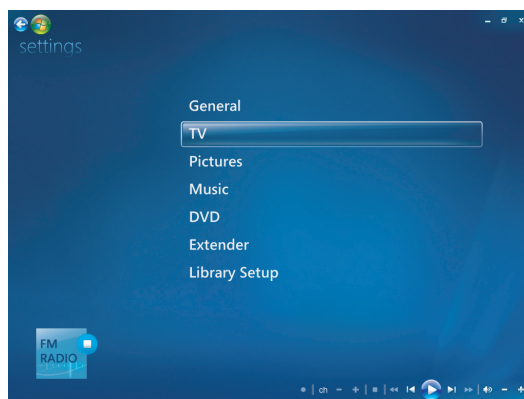 settings
General
TV
Pictures
Music
DVD
Extender
Library Setup
FM
RADIO
ch